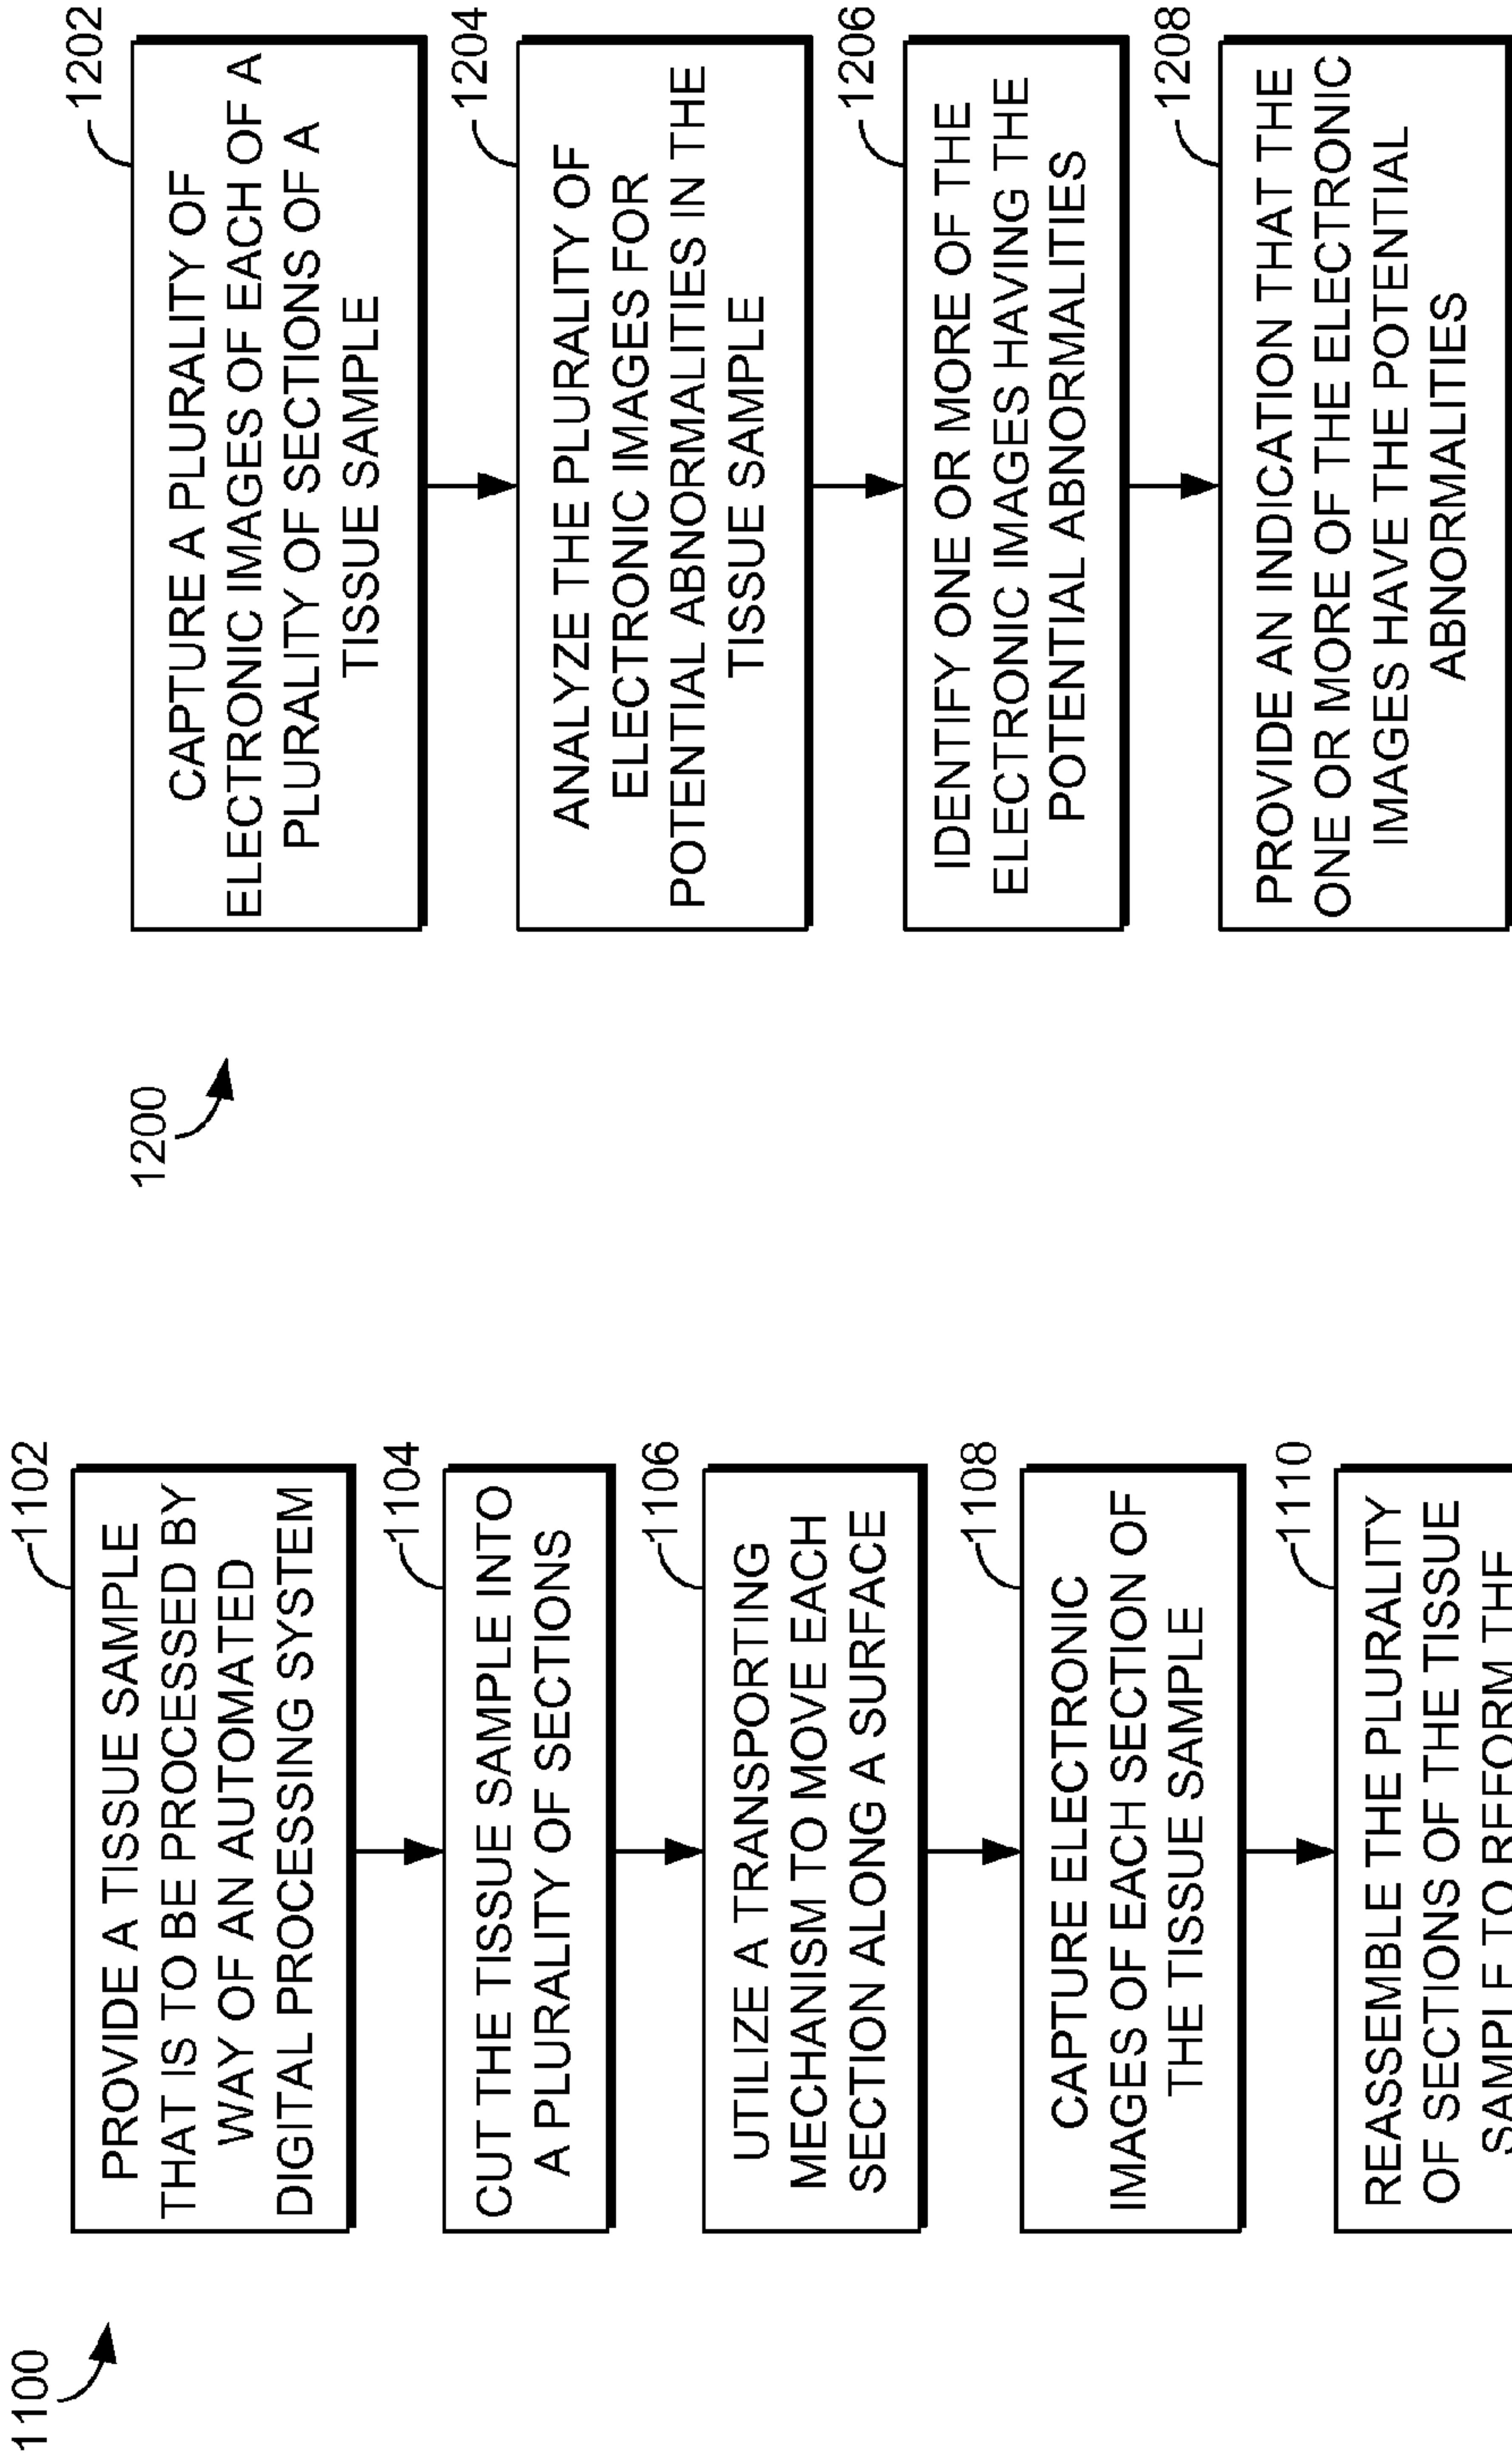 1100
1102
PROVIDE A TISSUE SAMPLE
THAT IS TO BE PROCESSED BY
WAY OF AN AUTOMATED
DIGITAL PROCESSING SYSTEM
1104
CUT THE TISSUE SAMPLE INTO
A PLURALITY OF SECTIONS
1106
UTILIZE A TRANSPORTING
MECHANISM TO MOVE EACH
SECTION ALONG A SURFACE
1108
CAPTURE ELECTRONIC
IMAGES OF EACH SECTION OF
THE TISSUE SAMPLE
1110
REASSEMBLE THE PLURALITY
OF SECTIONS OF THE TISSUE
SAMPLE TO REFORM THE
1200
1202
CAPTURE A PLURALITY OF
ELECTRONIC IMAGES OF EACH OF A
PLURALITY OF SECTIONS OF A
TISSUE SAMPLE
1204
ANALYZE THE PLURALITY OF
ELECTRONIC IMAGES FOR
POTENTIAL ABNORMALITIES IN THE
TISSUE SAMPLE
1206
IDENTIFY ONE OR MORE OF THE
ELECTRONIC IMAGES HAVING THE
POTENTIAL ABNORMALITIES
1208
PROVIDE AN INDICATION THAT THE
ONE OR MORE OF THE ELECTRONIC
IMAGES HAVE THE POTENTIAL
ABNORMALITIES